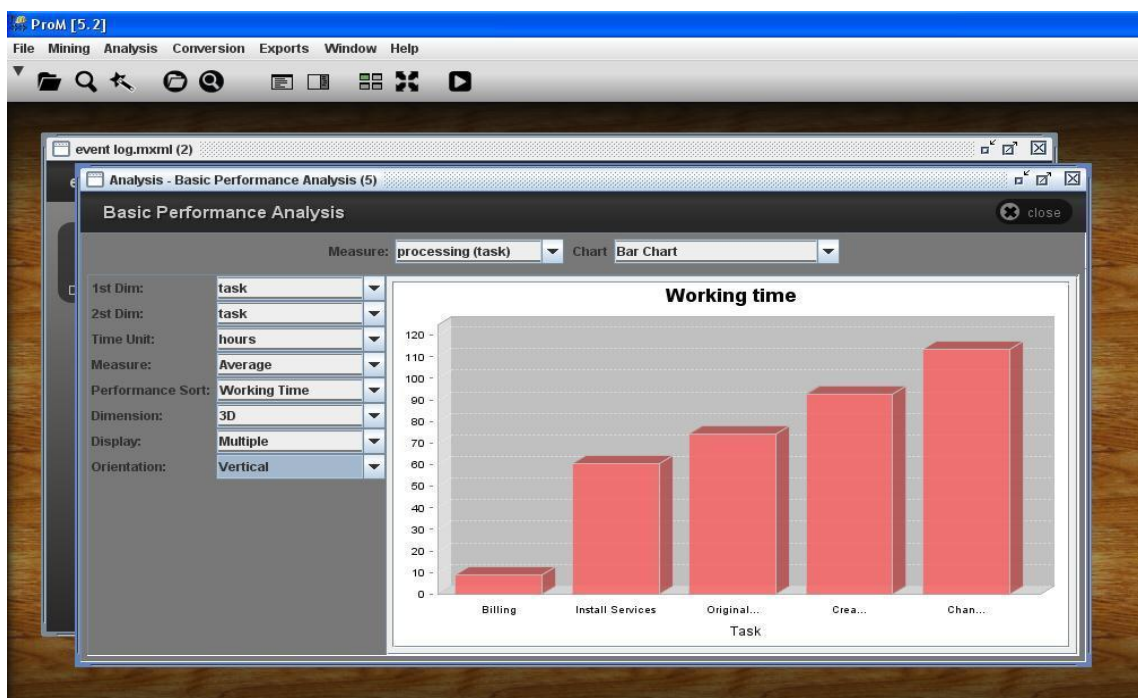 ProM [5.2]
File Mining Analysis Conversion Exports Window Help
event log.mxml (2)
Analysis - Basic Performance Analysis (5)
Basic Performance Analysis
close
Measure: processing (task) Chart Bar Chart
1st Dim: task
2st Dim: task
Time Unit: hours
Measure: Average
Performance Sort: Working Time
Dimension: 3D
Display: Multiple
Orientation: Vertical
Working time
120
110
100
90
80
70
60
50
40
30
20
10
0
Billing Install Services Original... Crea... Chan...
Task